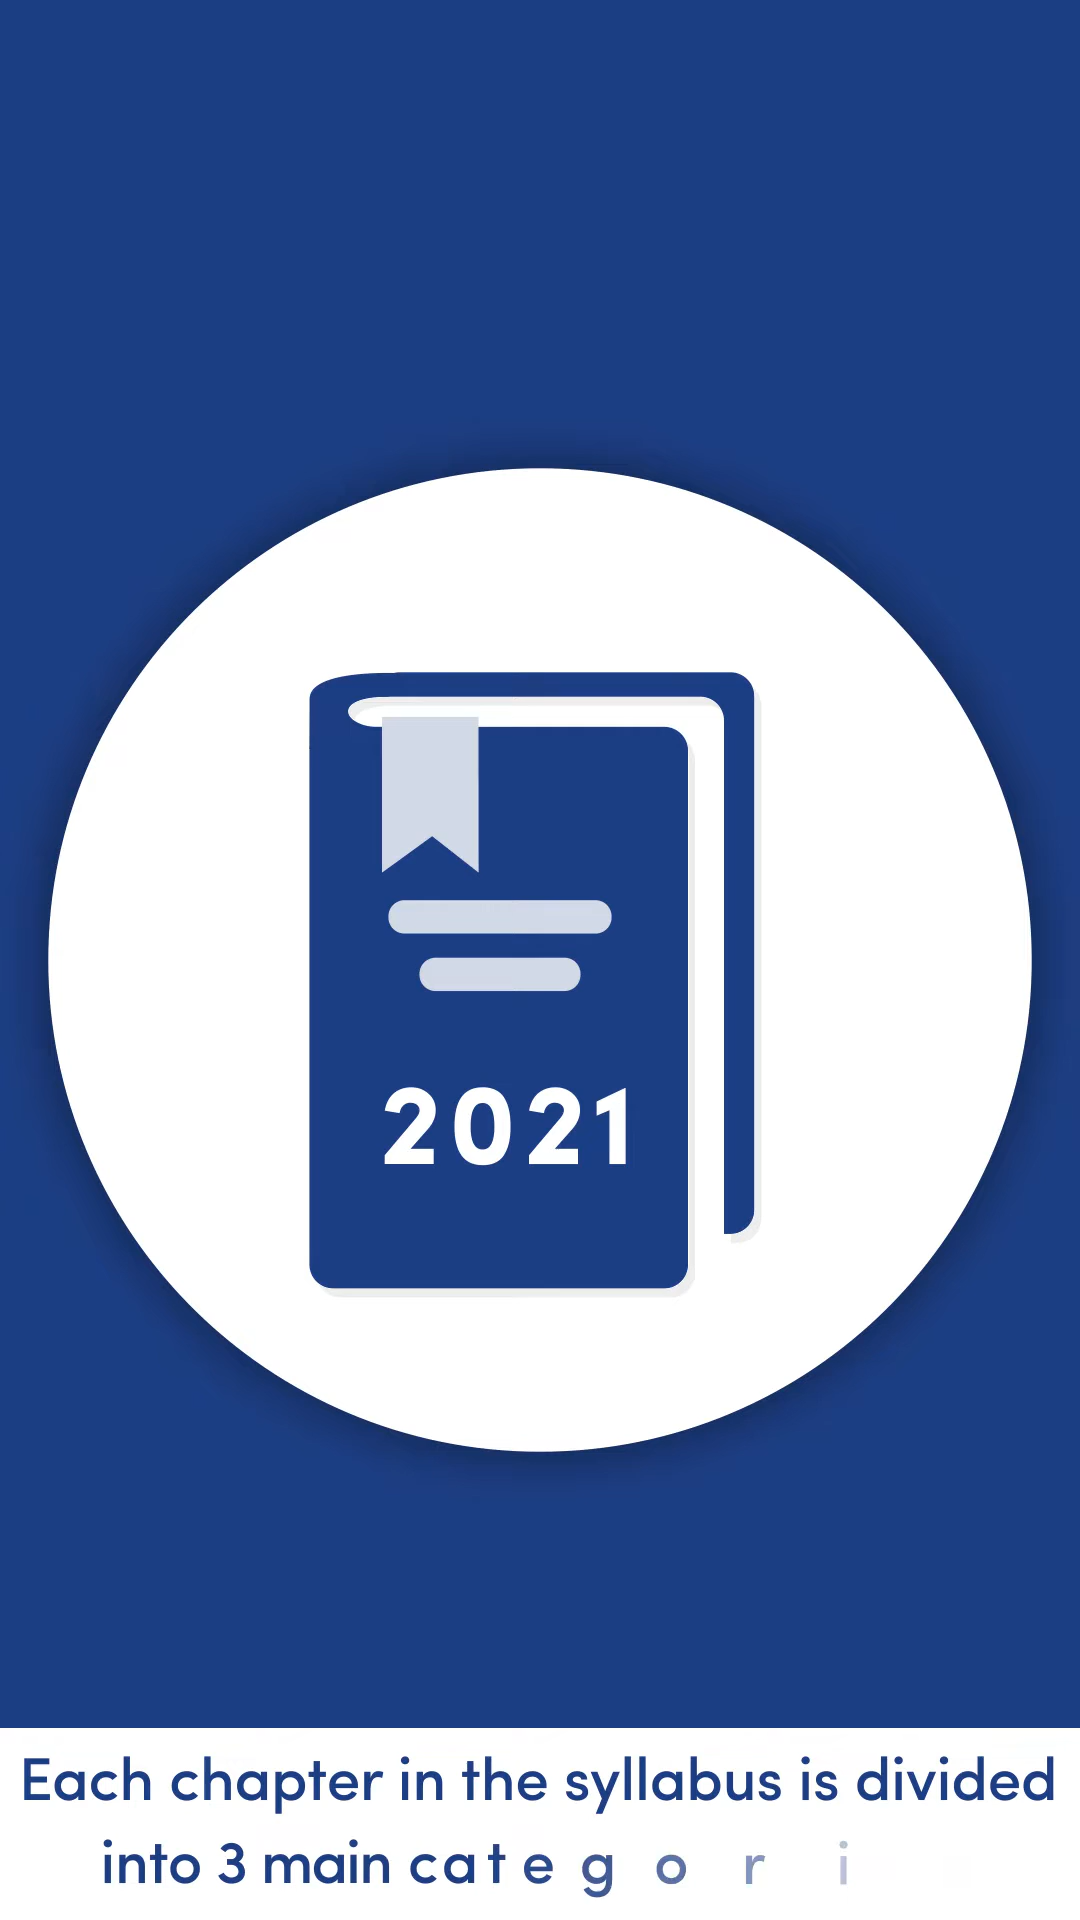 2021
Each chapter in the syllabus is divided
into 3 main categori